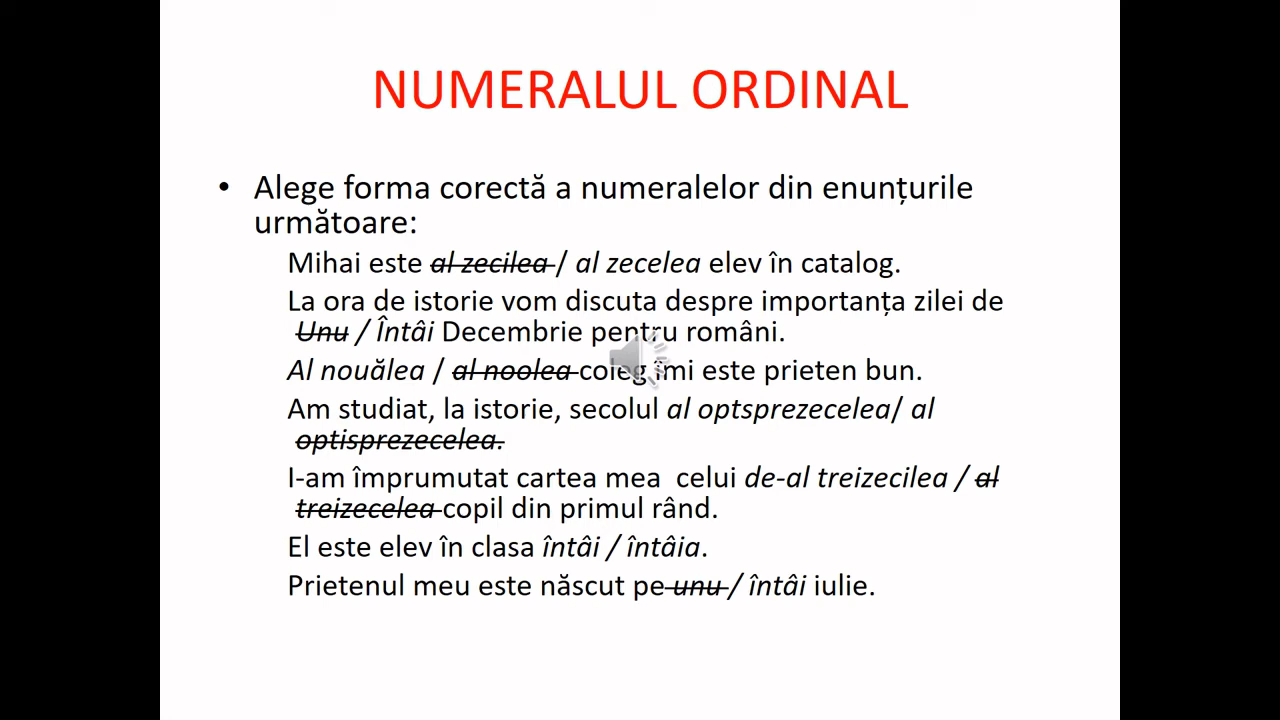 NUMERALUL ORDINAL
• Alege forma corectă a numeralelor din enunțurile
următoare:
Mihai este al zecilea / al zecelea elev în catalog.
La ora de istorie vom discuta despre importanța zilei de
Unu / Întâi Decembrie pentru români.
Al nouălea / al noolea coleg îmi este prieten bun.
Am studiat, la istorie, secolul al optsprezecelea/ al
optisprezecelea.
I-am împrumutat cartea mea celui de-al treizecilea / al
treizecelea copil din primul rând.
El este elev în clasa întâi / întâia.
Prietenul meu este născut pe unu / întâi iulie.